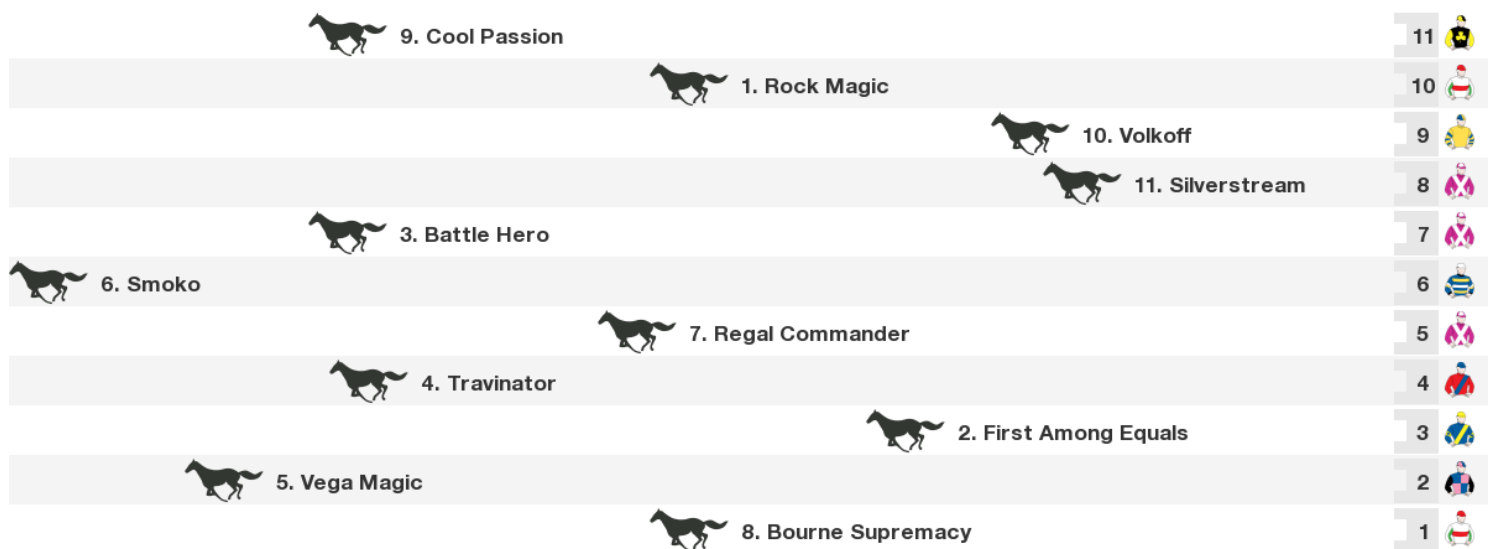 9. Cool Passion 11
1. Rock Magic 10
10. Volkoff 9
11. Silverstream 8
3. Battle Hero 7
6. Smoko 6
7. Regal Commander 5
4. Travinator 4
2. First Among Equals 3
5. Vega Magic 2
8. Bourne Supremacy 1